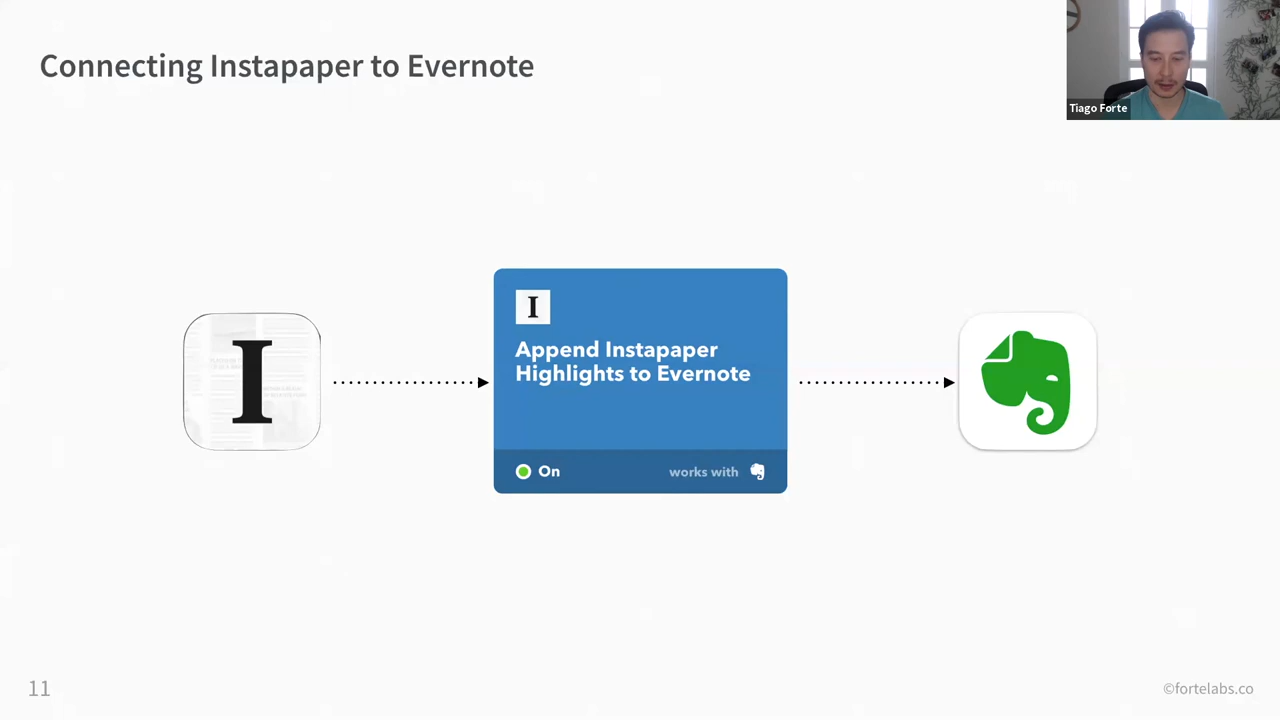 Connecting Instapaper to Evernote
Tiago Forte
I
I
Append Instapaper
Highlights to Evernote
On
works with
11
©fortelabs.co